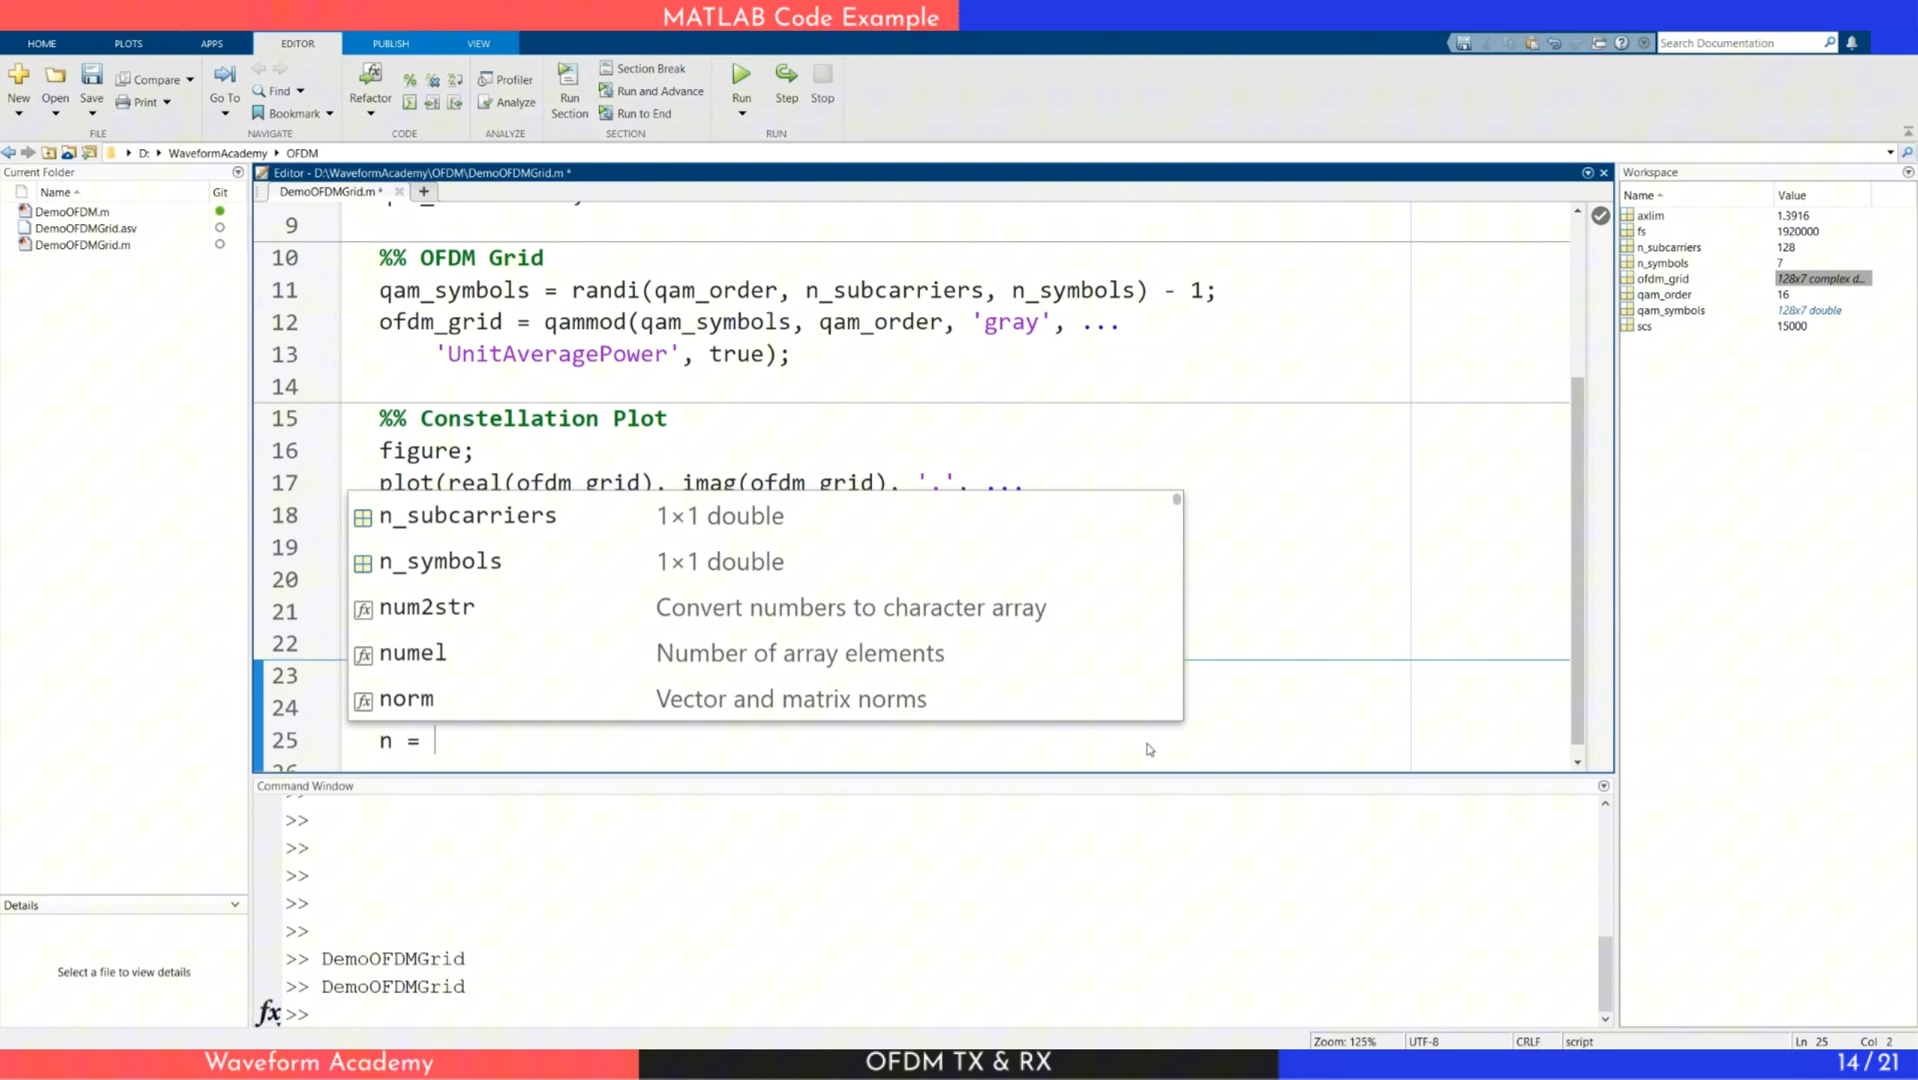 MATLAB Code Example
HOME PLOTS APPS EDITOR PUBLISH VIEW
Search Documentation
New Open Save Compare Print Go To Find Bookmark Refactor Profiler Analyze Run Section Section Break Run and Advance Run to End Run Step Stop
FILE NAVIGATE CODE ANALYZE SECTION RUN
D: WaveformAcademy OFDM
Current Folder
Name Git
DemoOFDM.m
DemoOFDMGrid.asv
DemoOFDMGrid.m
Details
Select a file to view details
Editor - D:\WaveformAcademy\OFDM\DemoOFDMGrid.m *
DemoOFDMGrid.m *
9
10 %% OFDM Grid
11 qam_symbols = randi(qam_order, n_subcarriers, n_symbols) - 1;
12 ofdm_grid = qammod(qam_symbols, qam_order, 'gray', ...
13 'UnitAveragePower', true);
14
15 %% Constellation Plot
16 figure;
17 plot(real(ofdm_grid), imag(ofdm_grid), '.', ...
18
19
20
21
22
23
24
25 n =
26
n_subcarriers 1×1 double
n_symbols 1×1 double
num2str Convert numbers to character array
numel Number of array elements
norm Vector and matrix norms
Command Window
>>
>>
>>
>>
>>
>> DemoOFDMGrid
>> DemoOFDMGrid
fx >>
Workspace
Name Value
axlim 1.3916
fs 1920000
n_subcarriers 128
n_symbols 7
ofdm_grid 128x7 complex d...
qam_order 16
qam_symbols 128x7 double
scs 15000
Zoom: 125% UTF-8 CRLF script Ln 25 Col 2
Waveform Academy OFDM TX & RX 14 / 21